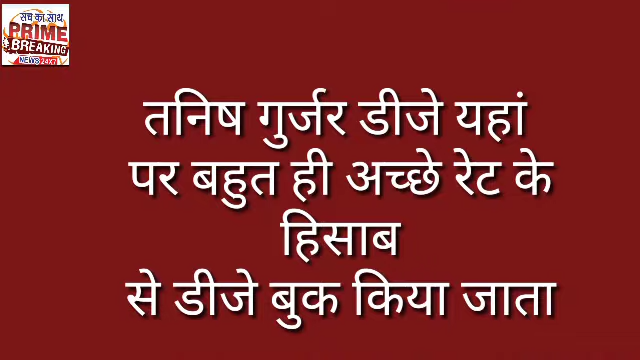 सच का साथ
PRIME
BREAKING
NEWS 24X7
तनिष गुर्जर डीजे यहां
पर बहुत ही अच्छे रेट के
हिसाब
से डीजे बुक किया जाता